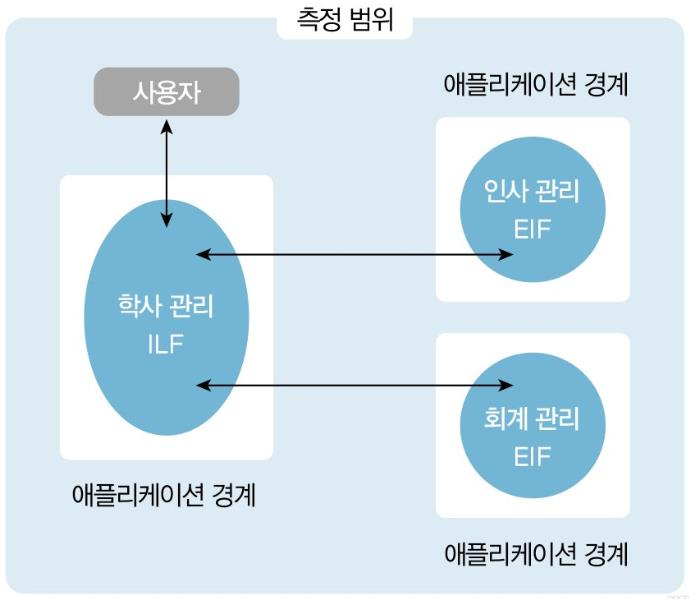 측정 범위
사용자
애플리케이션 경계
인사 관리
EIF
학사 관리
ILF
회계 관리
EIF
애플리케이션 경계
애플리케이션 경계